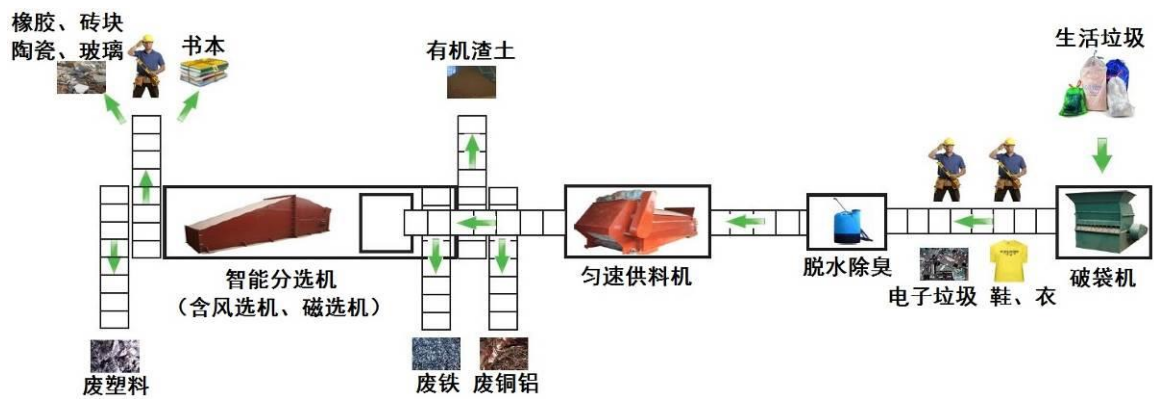 橡胶、砖块
陶瓷、玻璃
书本
有机渣土
生活垃圾
智能分选机
（含风选机、磁选机）
匀速供料机
脱水除臭
电子垃圾
鞋、衣
破袋机
废塑料
废铁
废铜铝